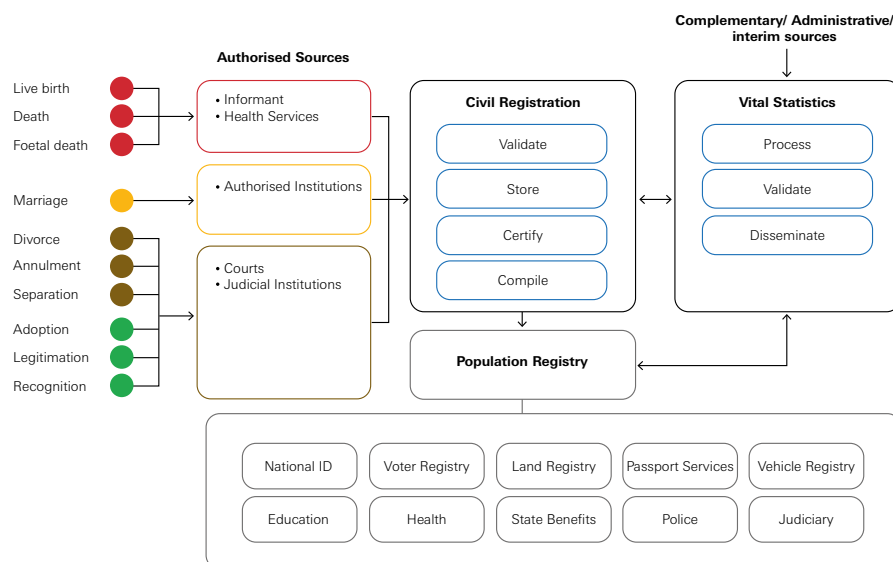 Complementary/ Administrative/
interim sources
Authorised Sources
Live birth
Death
Foetal death
Marriage
Divorce
Annulment
Separation
Adoption
Legitimation
Recognition
• Informant
• Health Services
• Authorised Institutions
• Courts
• Judicial Institutions
Civil Registration
Validate
Store
Certify
Compile
Vital Statistics
Process
Validate
Disseminate
Population Registry
National ID
Voter Registry
Land Registry
Passport Services
Vehicle Registry
Education
Health
State Benefits
Police
Judiciary